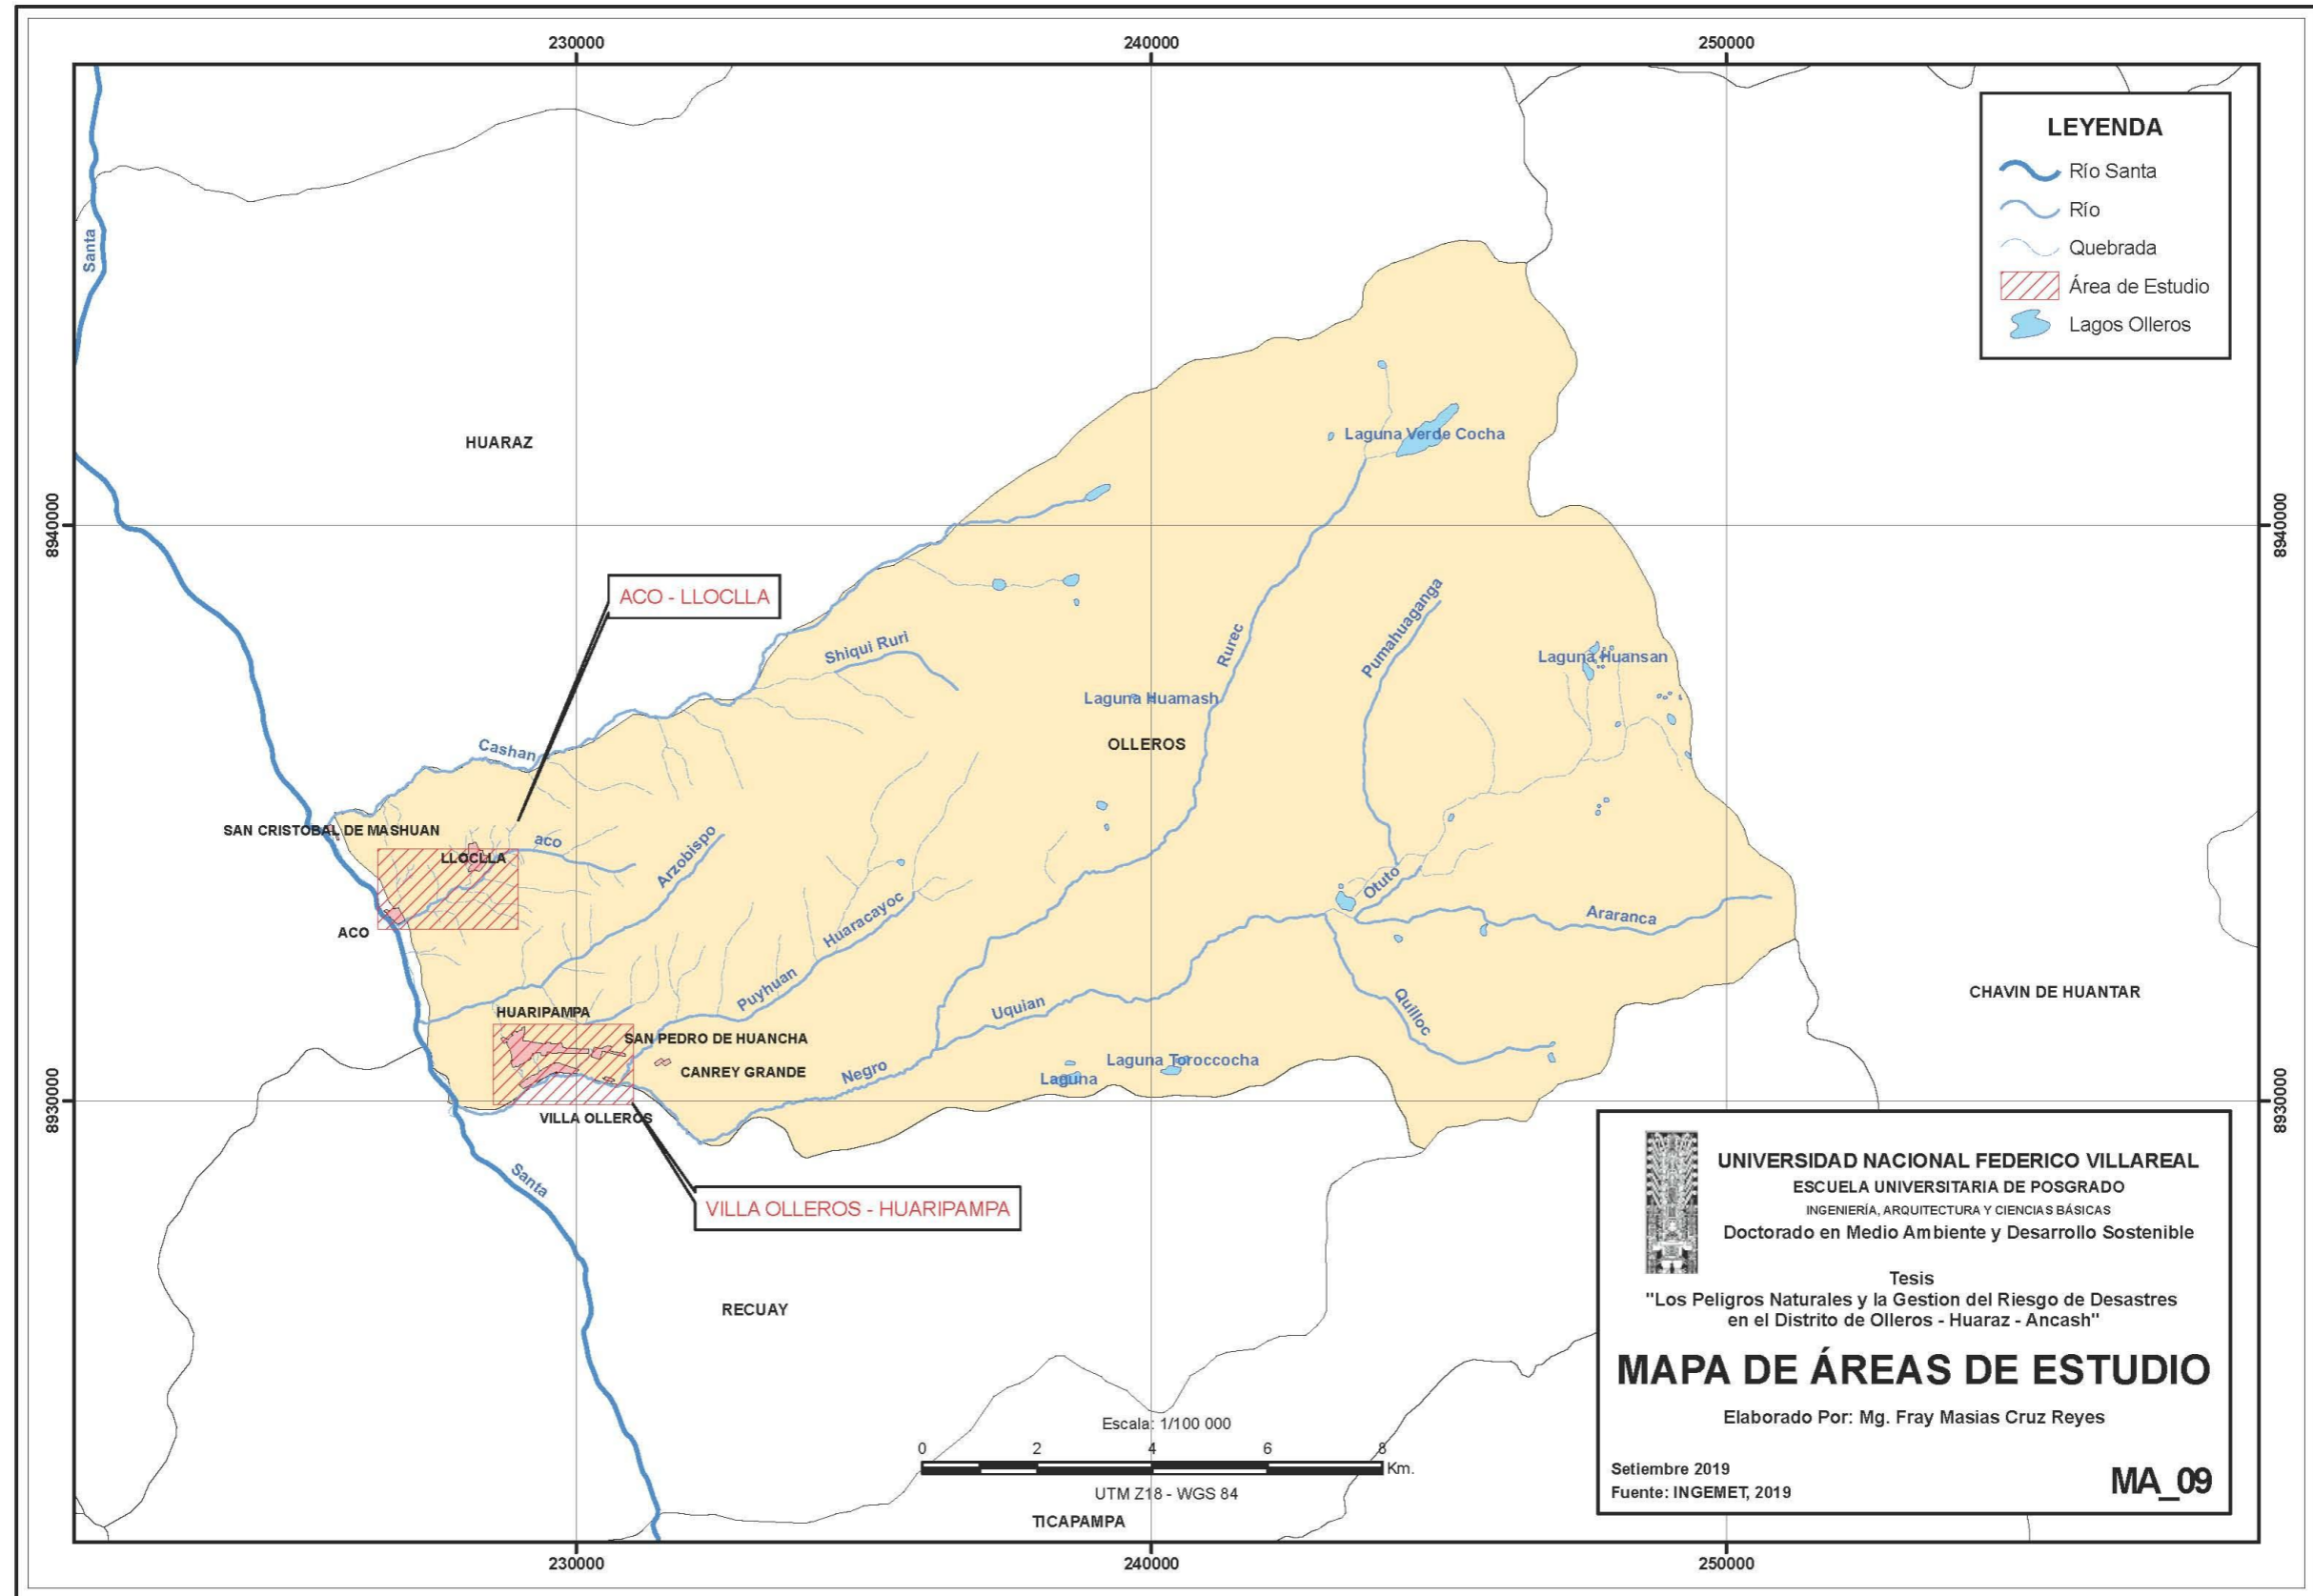 230000
240000
250000
LEYENDA
Río Santa
Río
Quebrada
Área de Estudio
Lagos Olleros
Santa
HUARAZ
Laguna Verde Cocha
8940000
8940000
ACO - LLOCLLA
Shiqui Ruri
Rurec
Pumahuaganga
Laguna Huansan
Laguna Huamash
OLLEROS
Cashan
SAN CRISTOBAL DE MASHUAN
aco
LLOCLLA
Arzobispo
Otuto
Huaracayoc
Araranca
ACO
Puyhuan
Uquian
Quilloc
CHAVIN DE HUANTAR
HUARIPAMPA
SAN PEDRO DE HUANCHA
CANREY GRANDE
Negro
Laguna Toroccocha
Laguna
8930000
8930000
VILLA OLLEROS
Santa
VILLA OLLEROS - HUARIPAMPA
RECUAY
UNIVERSIDAD NACIONAL FEDERICO VILLAREAL
ESCUELA UNIVERSITARIA DE POSGRADO
INGENIERÍA, ARQUITECTURA Y CIENCIAS BÁSICAS
Doctorado en Medio Ambiente y Desarrollo Sostenible
Tesis
"Los Peligros Naturales y la Gestion del Riesgo de Desastres
en el Distrito de Olleros - Huaraz - Ancash"
MAPA DE ÁREAS DE ESTUDIO
Elaborado Por: Mg. Fray Masias Cruz Reyes
Setiembre 2019
Fuente: INGEMET, 2019
MA_09
Escala: 1/100 000
0 2 4 6 8
Km.
UTM Z18 - WGS 84
TICAPAMPA
230000
240000
250000